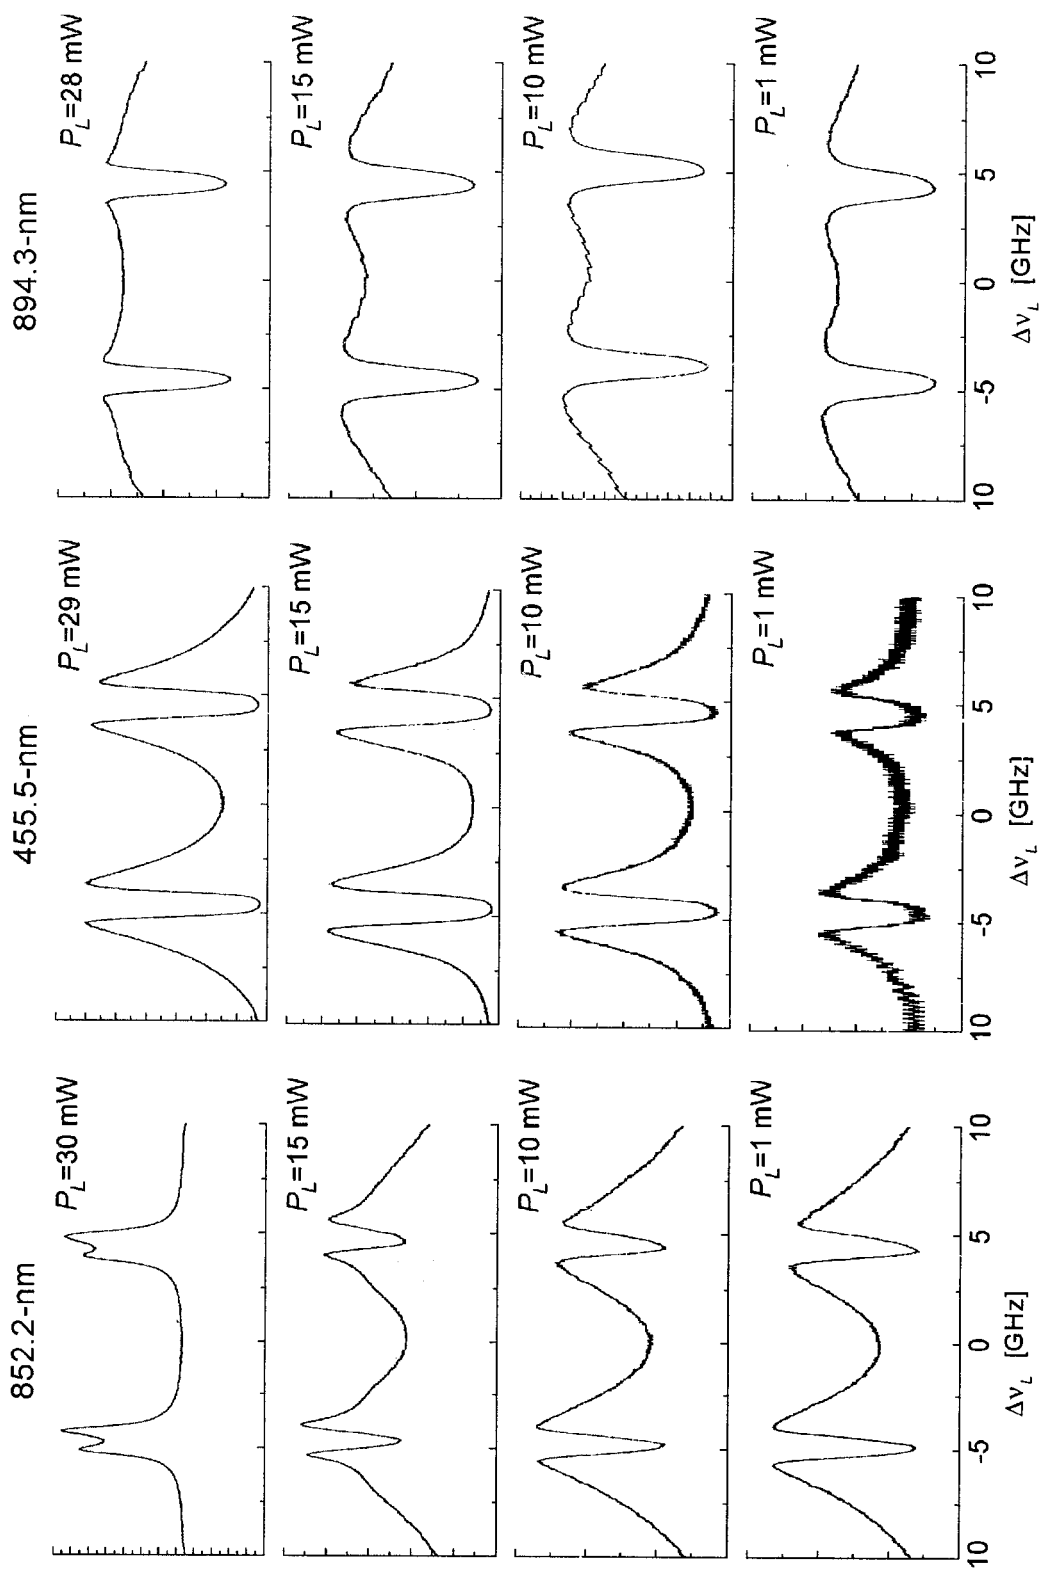 852.2-nm 455.5-nm 894.3-nm
P_L=30 mW P_L=29 mW P_L=28 mW
P_L=15 mW P_L=15 mW P_L=15 mW
P_L=10 mW P_L=10 mW P_L=10 mW
P_L=1 mW P_L=1 mW P_L=1 mW
10 -5 0 5 10 10 -5 0 5 10 10 -5 0 5 10
Δν_L [GHz] Δν_L [GHz] Δν_L [GHz]